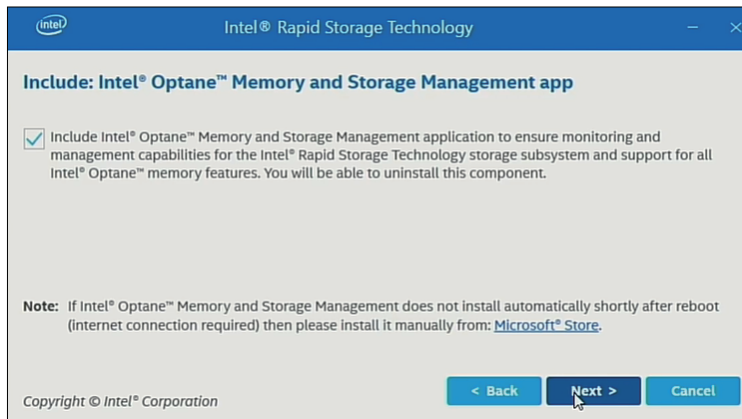 intel
Intel® Rapid Storage Technology
Include: Intel® Optane™ Memory and Storage Management app
Include Intel® Optane™ Memory and Storage Management application to ensure monitoring and
management capabilities for the Intel® Rapid Storage Technology storage subsystem and support for all
Intel® Optane™ memory features. You will be able to uninstall this component.
Note: If Intel® Optane™ Memory and Storage Management does not install automatically shortly after reboot
(internet connection required) then please install it manually from: Microsoft® Store.
< Back
Next >
Cancel
Copyright © Intel® Corporation